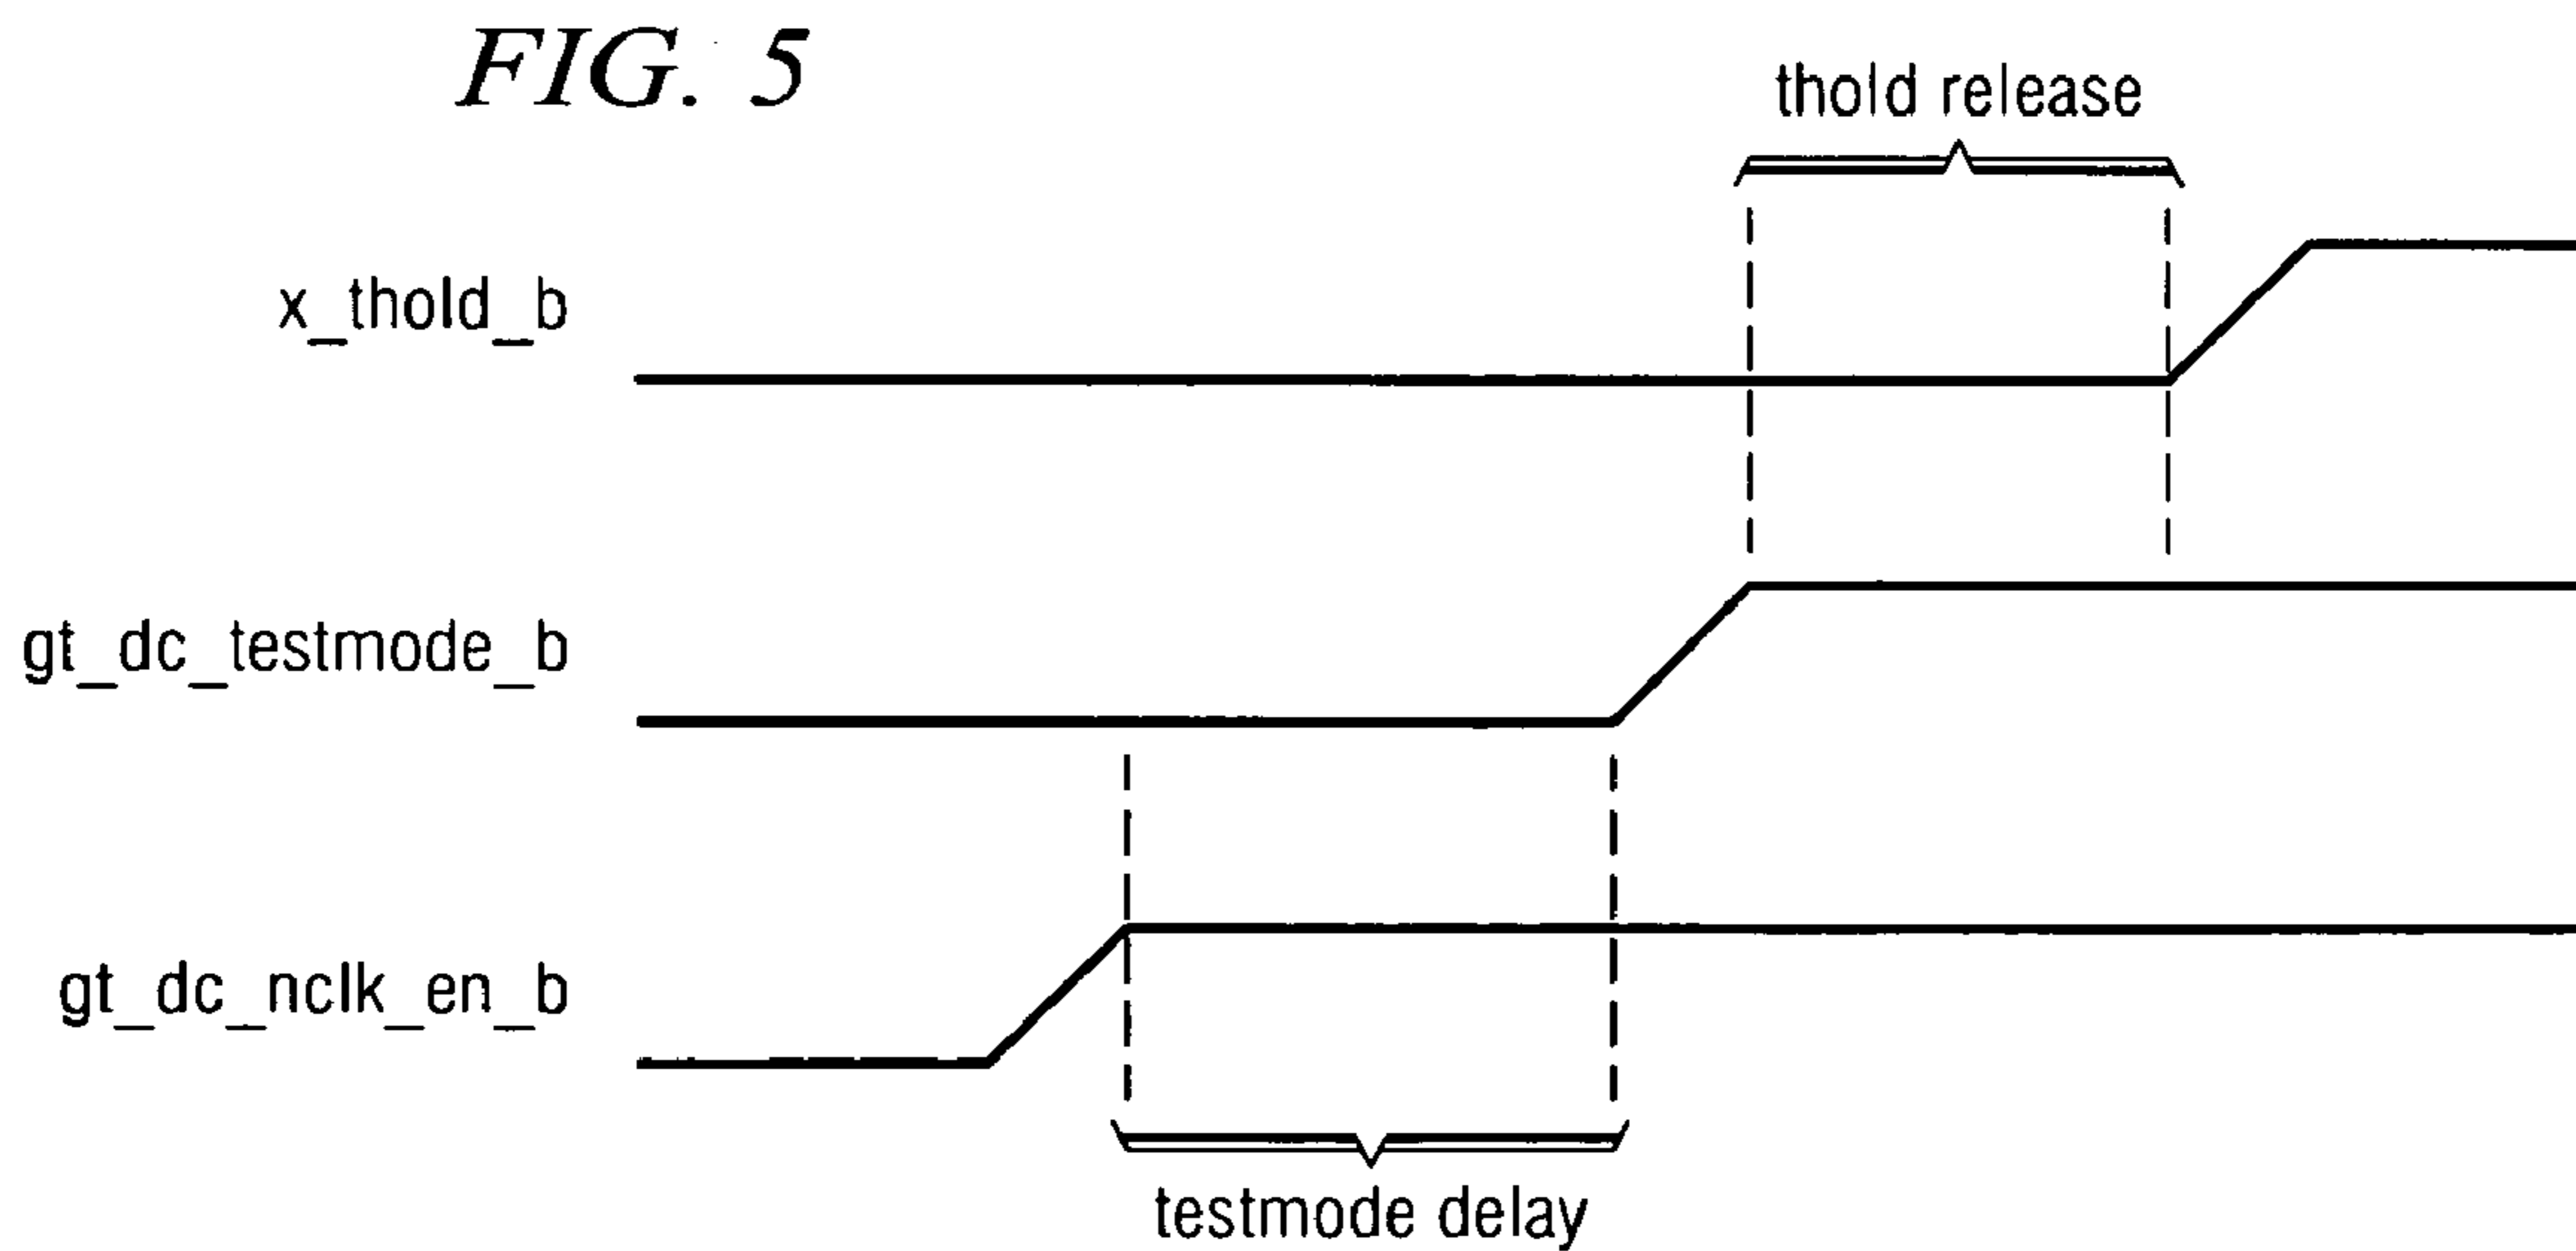 FIG. 5
thold release
x_thold_b
gt_dc_testmode_b
gt_dc_nclk_en_b
testmode delay